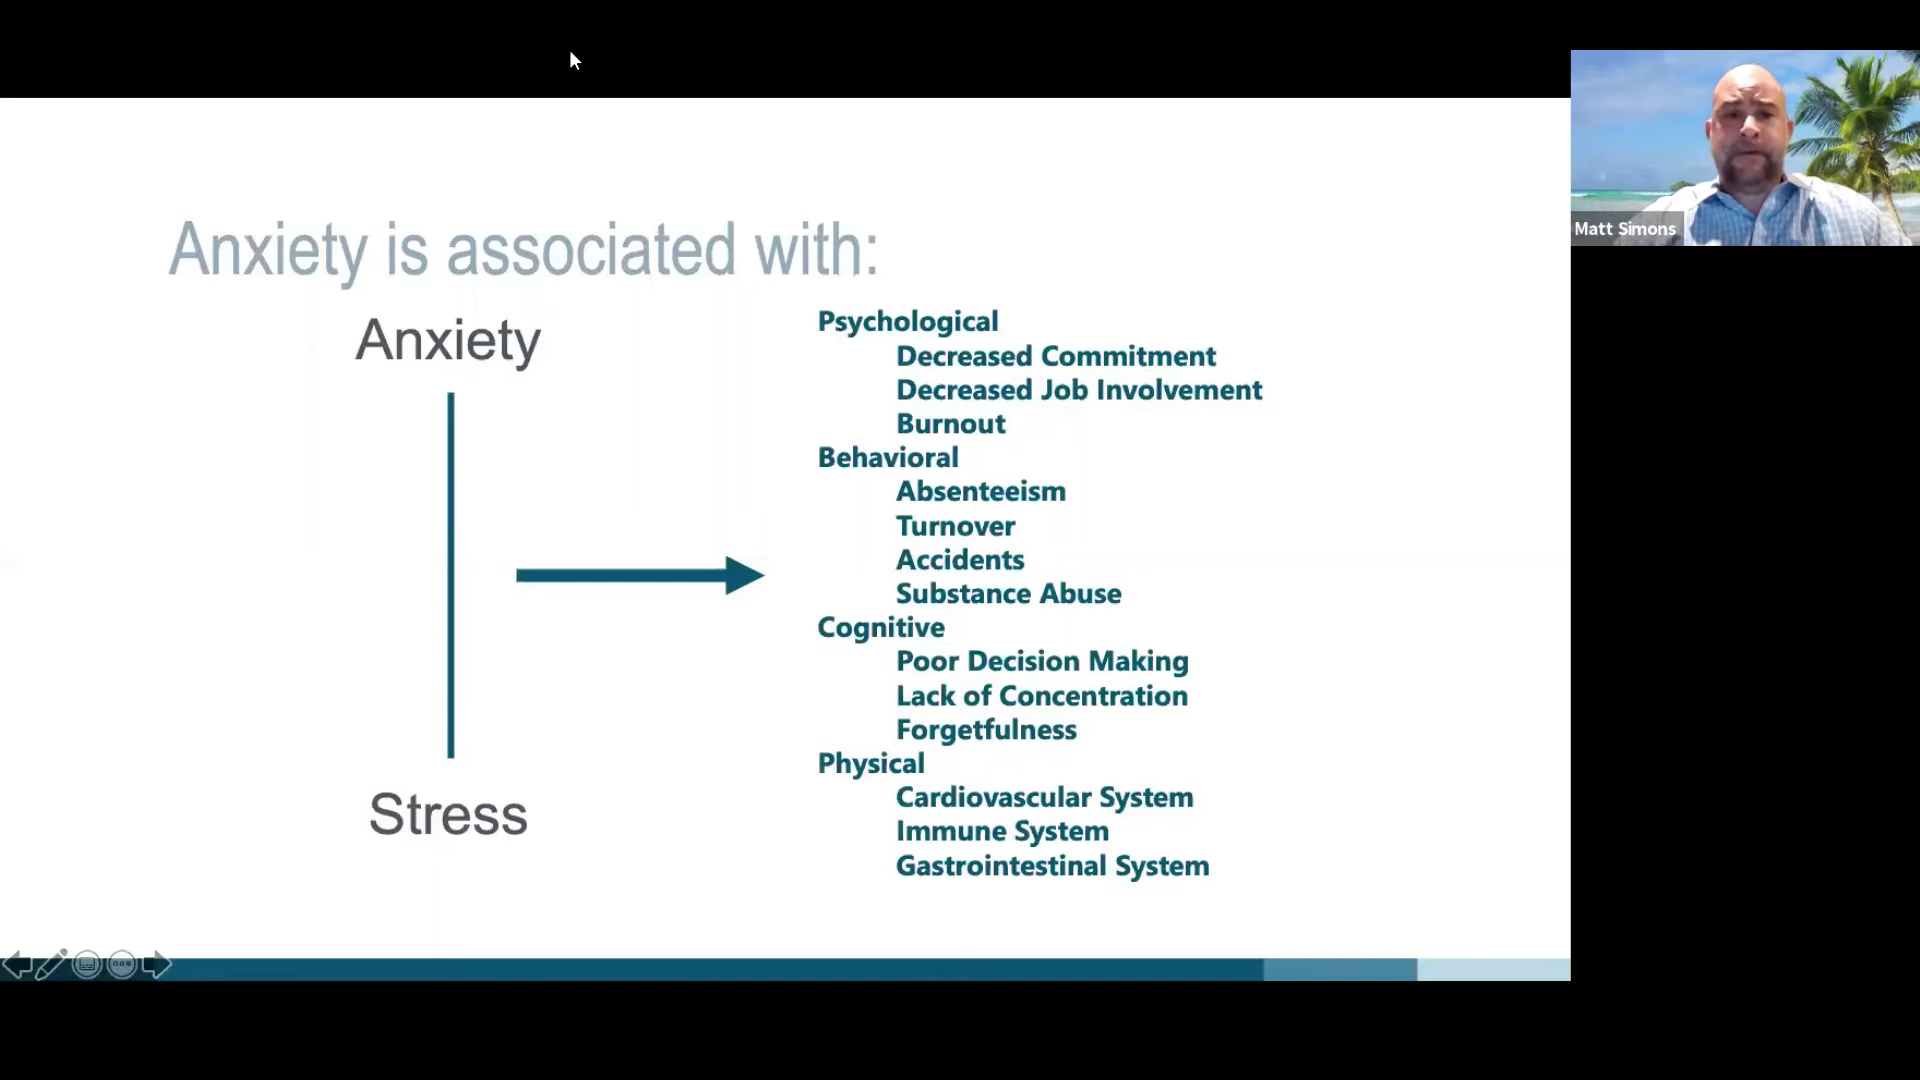 Anxiety is associated with:
Anxiety
Stress
Psychological
Decreased Commitment
Decreased Job Involvement
Burnout
Behavioral
Absenteeism
Turnover
Accidents
Substance Abuse
Cognitive
Poor Decision Making
Lack of Concentration
Forgetfulness
Physical
Cardiovascular System
Immune System
Gastrointestinal System
Matt Simons